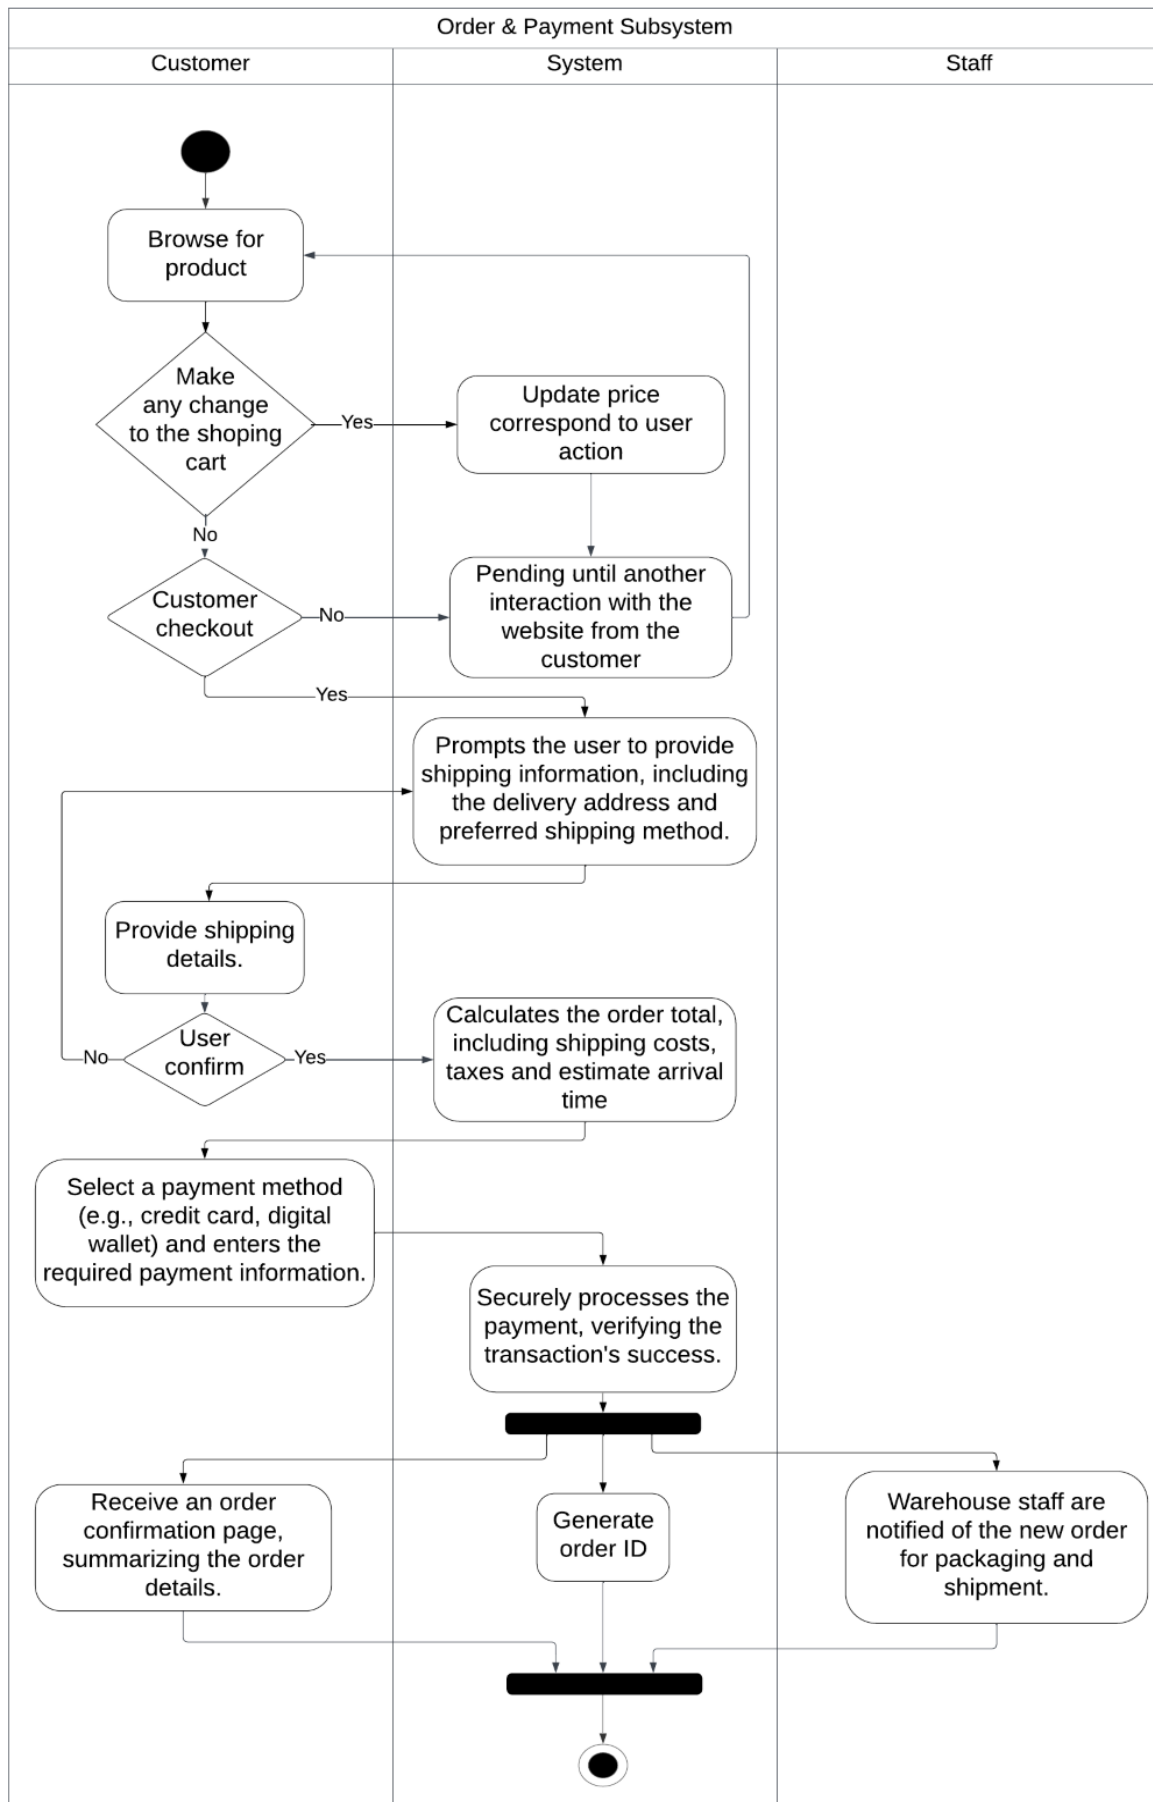 Order & Payment Subsystem
Customer
System
Staff
Browse for
product
Make
any change
to the shoping
cart
Yes
Update price
correspond to user
action
No
Customer
checkout
No
Pending until another
interaction with the
website from the
customer
Yes
Prompts the user to provide
shipping information, including
the delivery address and
preferred shipping method.
Provide shipping
details.
User
confirm
No
Yes
Calculates the order total,
including shipping costs,
taxes and estimate arrival
time
Select a payment method
(e.g., credit card, digital
wallet) and enters the
required payment information.
Securely processes the
payment, verifying the
transaction's success.
Receive an order
confirmation page,
summarizing the order
details.
Generate
order ID
Warehouse staff are
notified of the new order
for packaging and
shipment.